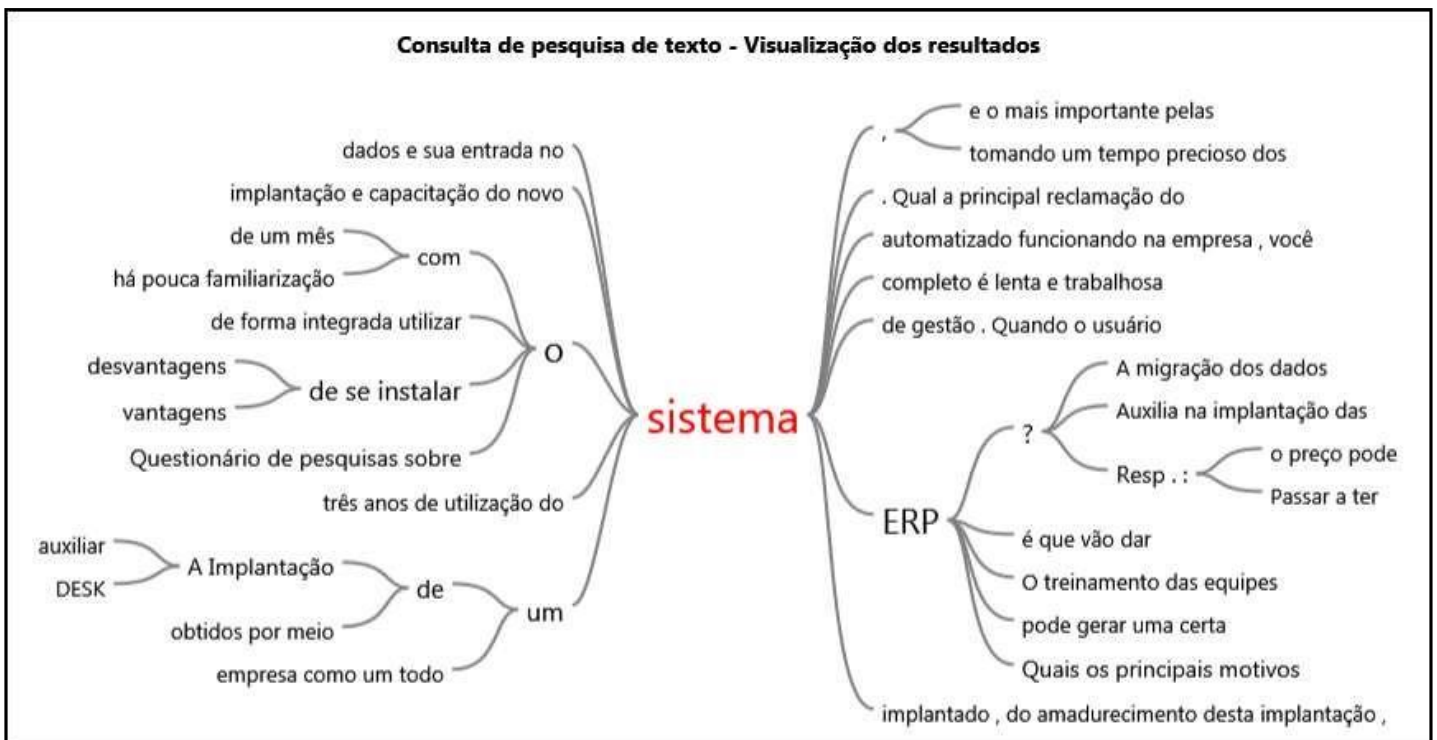 Consulta de pesquisa de texto - Visualização dos resultados
dados e sua entrada no
implantação e capacitação do novo
de um mês
há pouca familiarização
com
de forma integrada utilizar
desvantagens
vantagens
de se instalar
Questionário de pesquisas sobre
O
três anos de utilização do
auxiliar
DESK
A Implantação
obtidos por meio
de
empresa como um todo
um
sistema
,
e o mais importante pelas
tomando um tempo precioso dos
. Qual a principal reclamação do
automatizado funcionando na empresa , você
completo é lenta e trabalhosa
de gestão . Quando o usuário
ERP
?
A migração dos dados
Auxilia na implantação das
Resp . :
o preço pode
Passar a ter
é que vão dar
O treinamento das equipes
pode gerar uma certa
Quais os principais motivos
implantado , do amadurecimento desta implantação ,